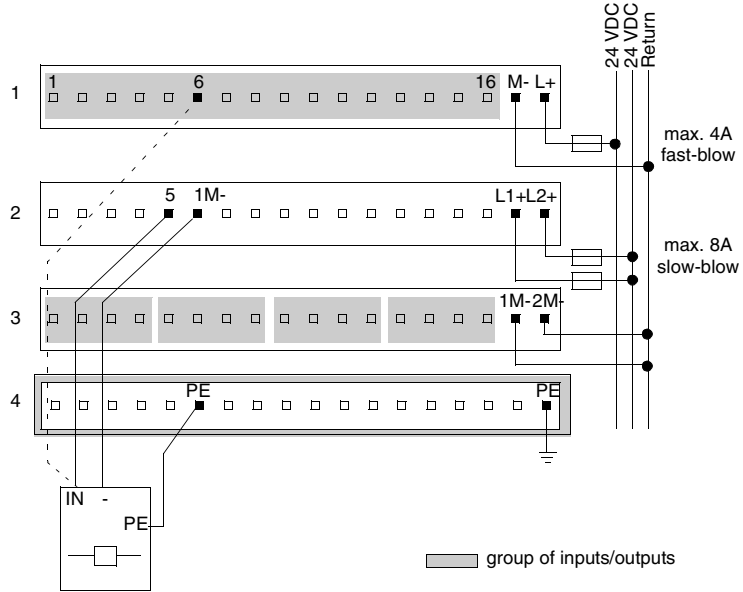 24 VDC
24 VDC
Return
1 6 16 M- L+
1
max. 4A
fast-blow
5 1M- L1+L2+
2
max. 8A
slow-blow
1M-2M-
3
PE PE
4
IN -
PE
group of inputs/outputs